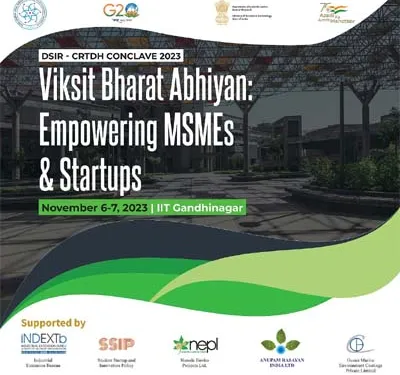 G20
DSIR - CRTDH CONCLAVE 2023
Viksit Bharat Abhiyan:
Empowering MSMEs
& Startups
November 6-7, 2023 | IIT Gandhinagar
Supported by
iNDEXTb
Industrial
Extension Bureau
SSIP
Student Startup and
Innovation Policy
nepl
ANUPAM RASAYAN
INDIA LTD.